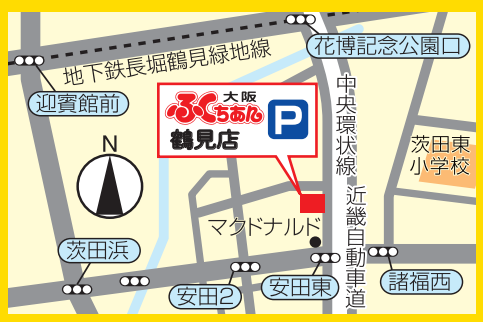 花博記念公園口
地下鉄長堀鶴見緑地線
迎賓館前
中央環状線
大阪
ふくちあん
鶴見店
P
茨田東
小学校
N
近畿自動車道
マクドナルド
茨田浜
安田2
安田東
諸福西